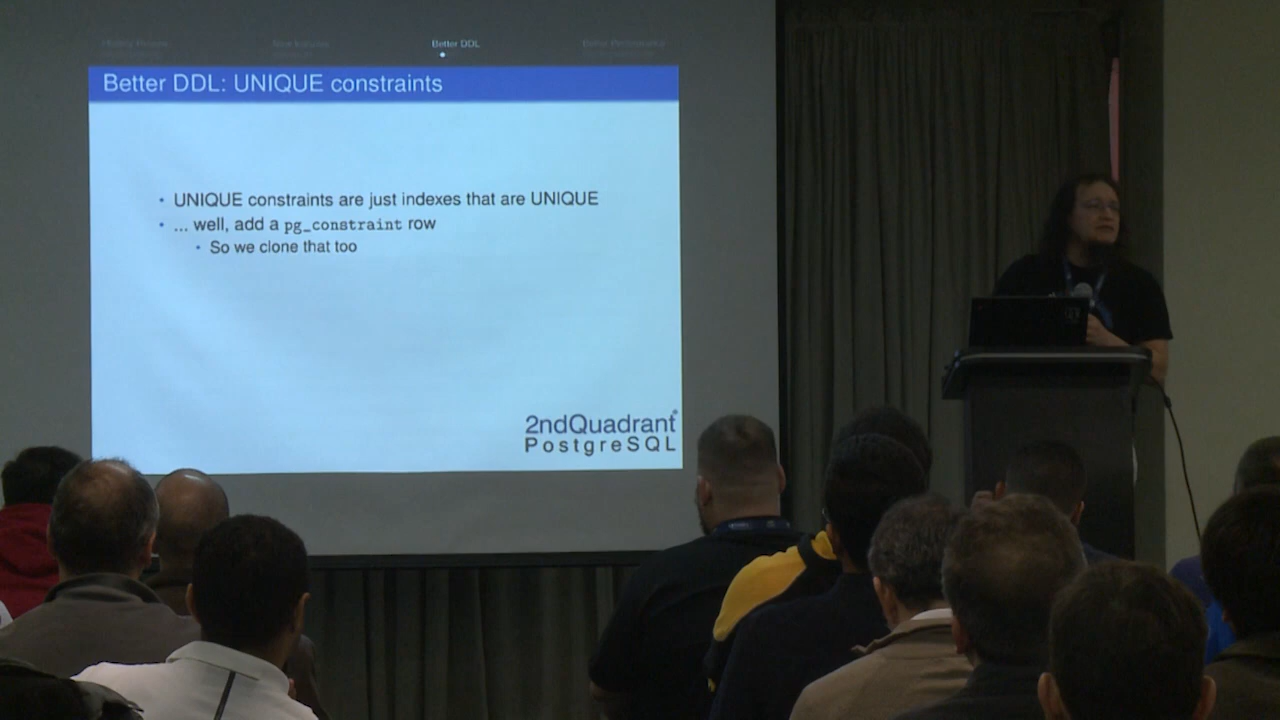 Better DDL
Better DDL: UNIQUE constraints
• UNIQUE constraints are just indexes that are UNIQUE
• ... well, add a pg_constraint row
• So we clone that too
2ndQuadrant
PostgreSQL